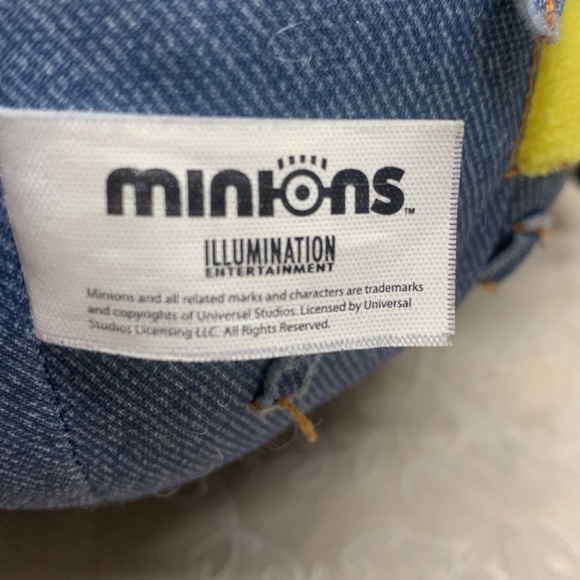 minions™
ILLUMINATION
ENTERTAINMENT
Minions and all related marks and characters are trademarks
and copyrights of Universal Studios. Licensed by Universal
Studios Licensing LLC. All Rights Reserved.